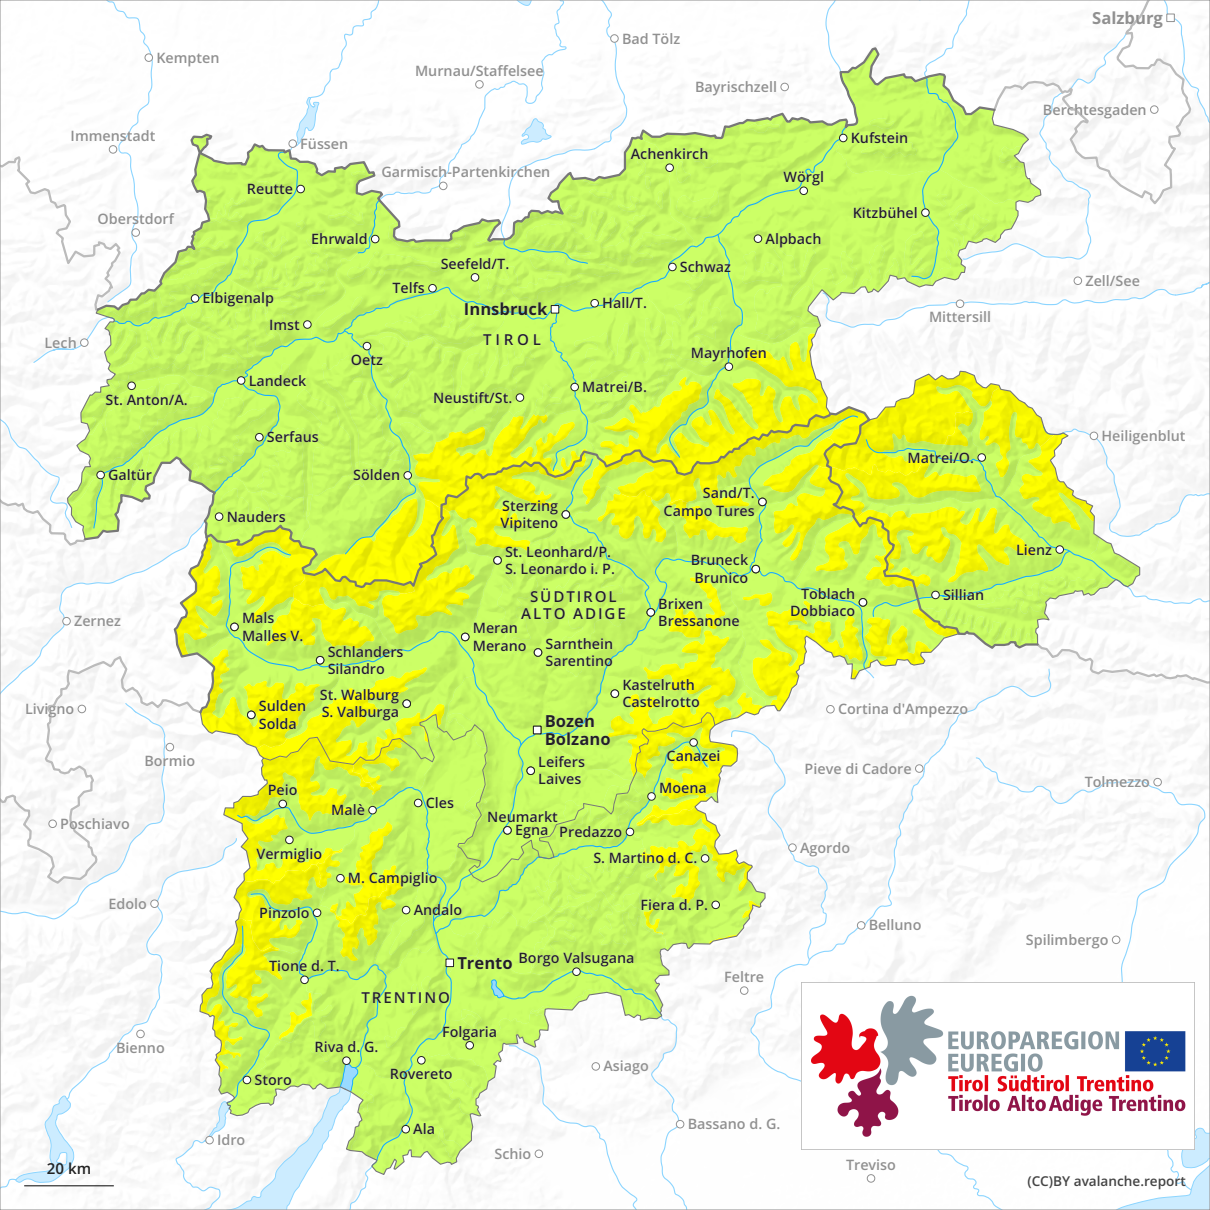 Salzburg
Bad Tölz
Kempten
Murnau/Staffelsee
Bayrischzell
Berchtesgaden
Immenstadt
Füssen
Kufstein
Achenkirch
Garmisch-Partenkirchen
Wörgl
Reutte
Oberstdorf
Kitzbühel
Ehrwald
Alpbach
Seefeld/T.
Schwaz
Zell/See
Telfs
Elbigenalp
Hall/T.
Innsbruck
Mittersill
Imst
TIROL
Lech
Mayrhofen
Oetz
Landeck
Matrei/B.
St. Anton/A.
Neustift/St.
Serfaus
Heiligenblut
Matrei/O.
Galtür
Sölden
Sand/T.
Campo Tures
Sterzing
Vipiteno
Nauders
Lienz
St. Leonhard/P.
S. Leonardo i. P.
Bruneck
Brunico
SÜDTIROL
ALTO ADIGE
Toblach
Dobbiaco
Sillian
Brixen
Bressanone
Zernez
Mals
Malles V.
Meran
Merano
Sarnthein
Sarentino
Schlanders
Silandro
Kastelruth
Castelrotto
St. Walburg
S. Valburga
Sulden
Solda
Livigno
Cortina d'Ampezzo
Bozen
Bolzano
Bormio
Canazei
Leifers
Laives
Pieve di Cadore
Tolmezzo
Peio
Moena
Malè
Cles
Neumarkt
Egna
Predazzo
Poschiavo
Vermiglio
S. Martino d. C.
Agordo
M. Campiglio
Edolo
Pinzolo
Andalo
Fiera d. P.
Belluno
Spilimbergo
Tione d. T.
Trento
Borgo Valsugana
Feltre
TRENTINO
Folgaria
Bienno
Riva d. G.
Rovereto
Asiago
Storo
EUROPAREGION
EUREGIO
Tirol Südtirol Trentino
Tirolo Alto Adige Trentino
Ala
Idro
Bassano d. G.
Schio
Treviso
20 km
(CC)BY avalanche.report